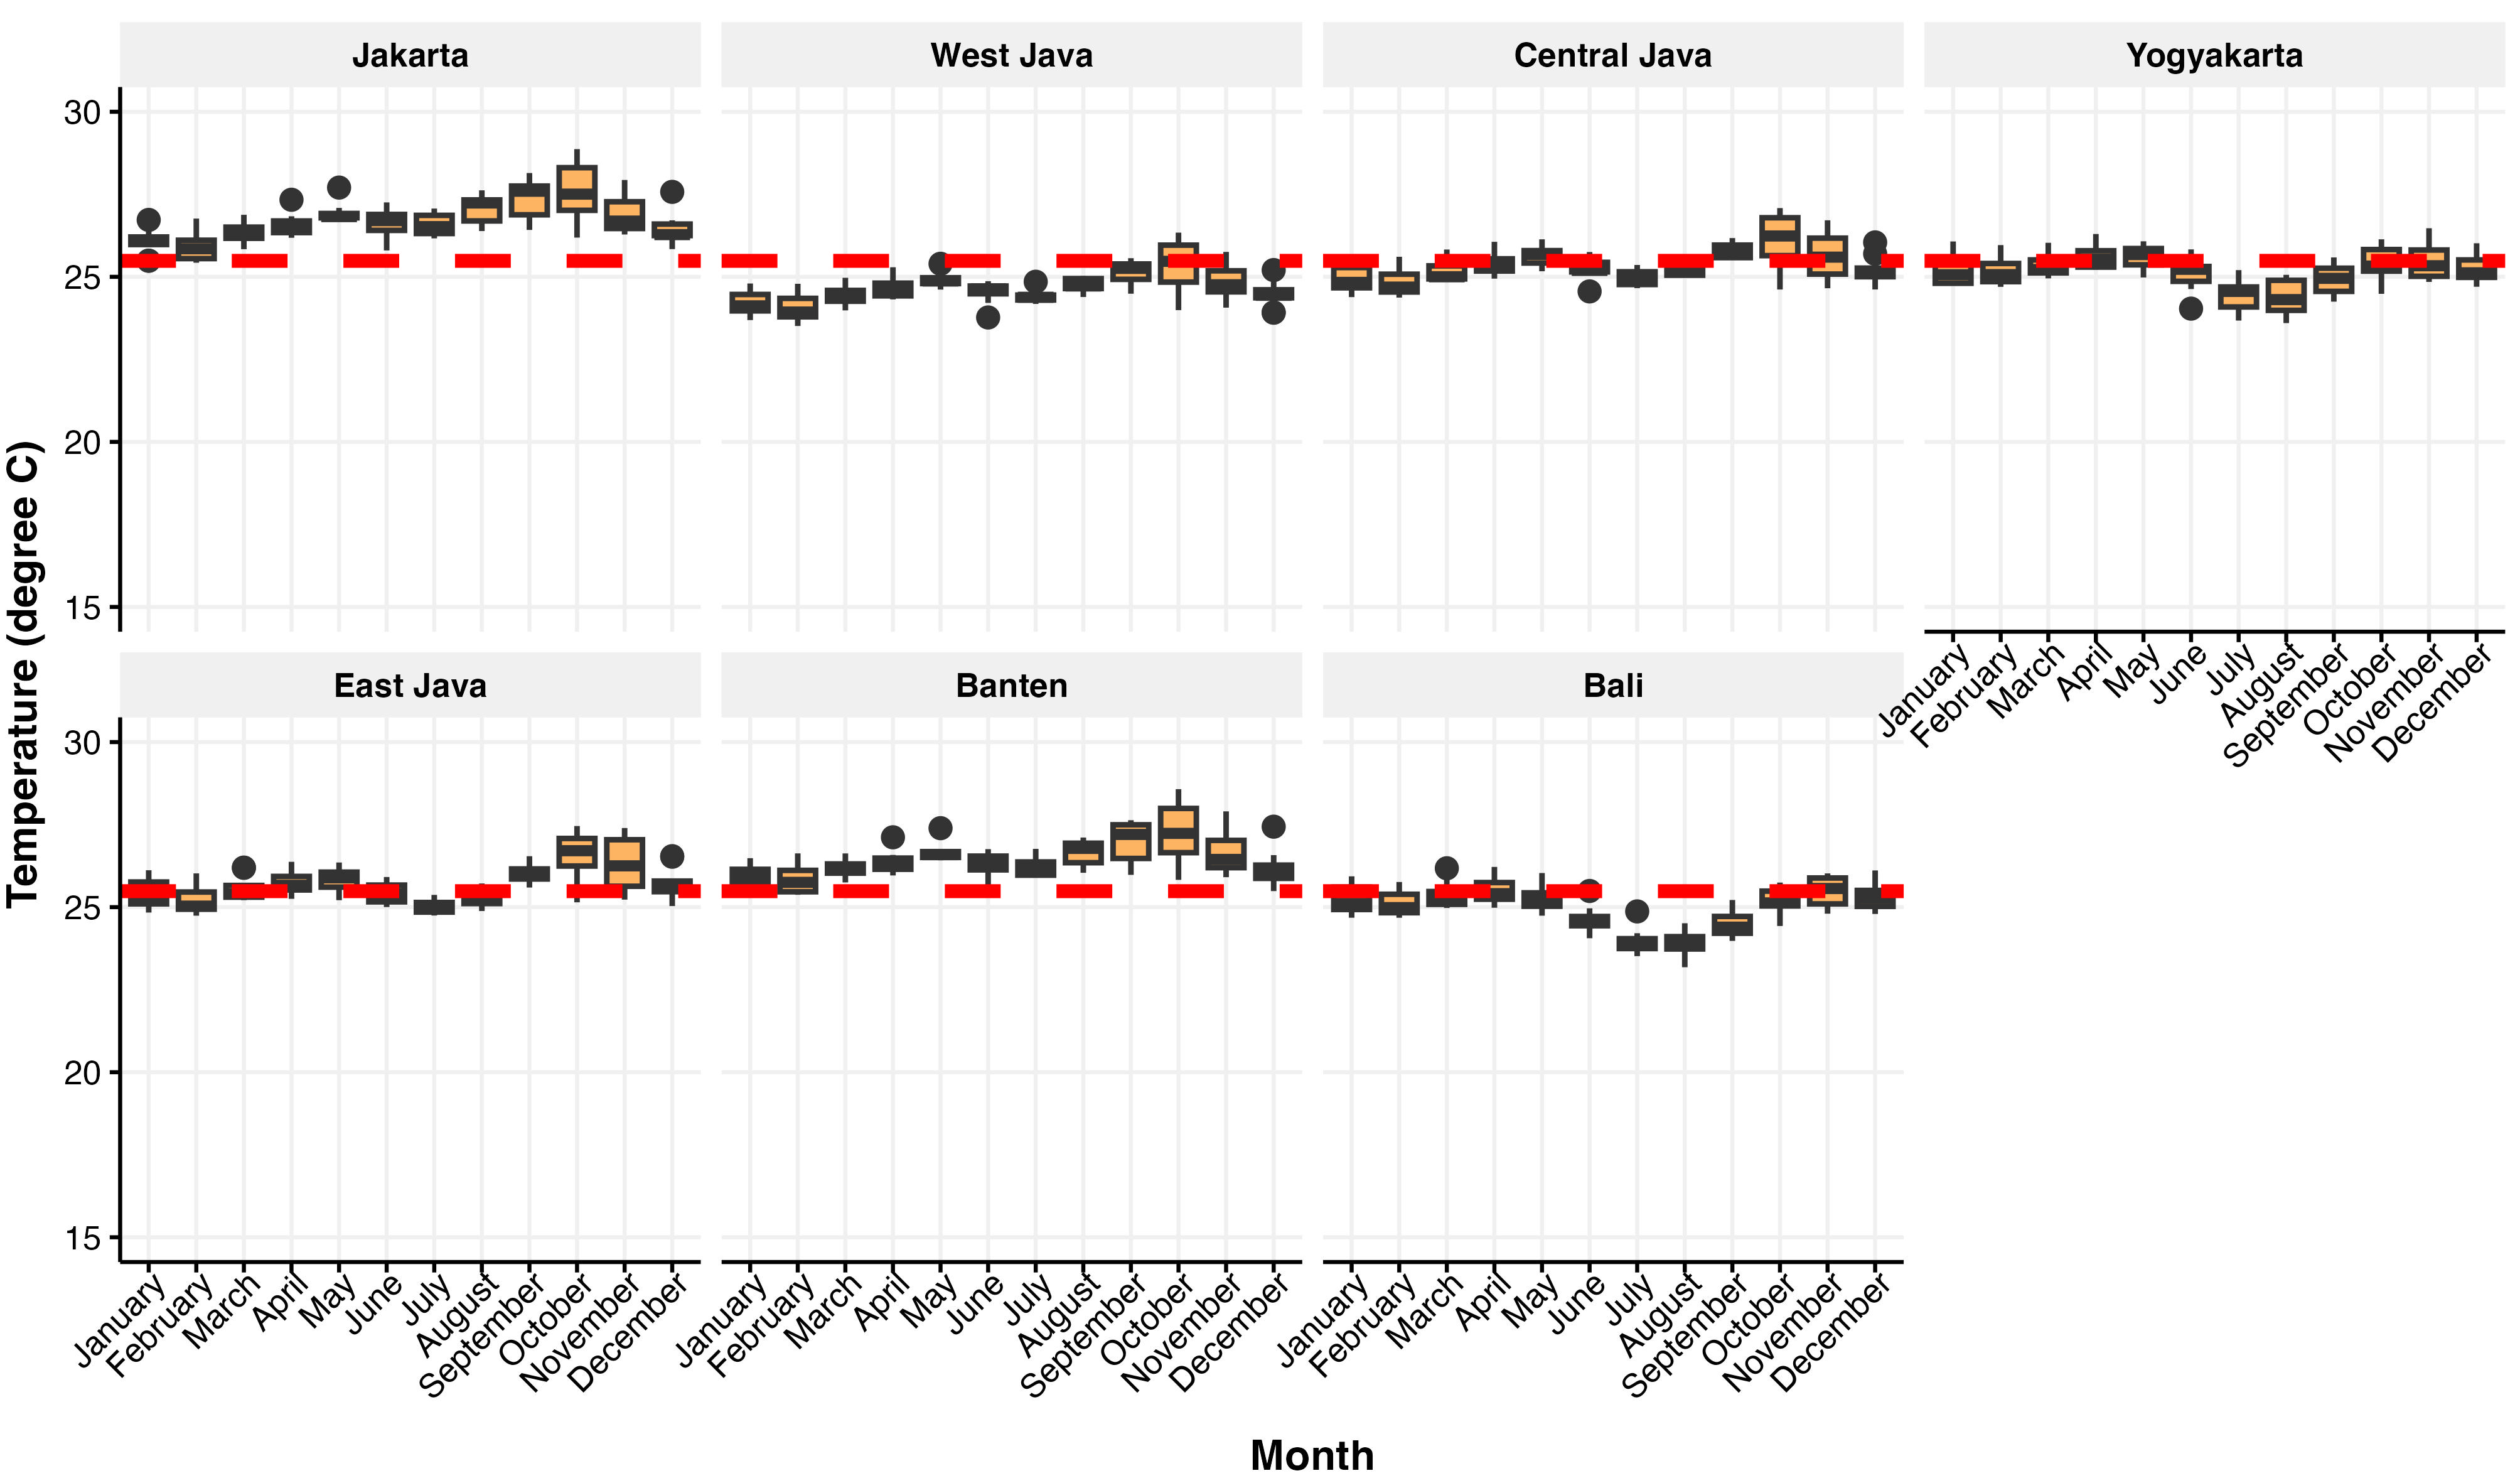 Jakarta
West Java
Central Java
Yogyakarta
30
25
20
15
January
February
March
April
May
June
July
August
September
October
November
December
East Java
Banten
Bali
30
25
20
15
January
February
March
April
May
June
July
August
September
October
November
December
January
February
March
April
May
June
July
August
September
October
November
December
January
February
March
April
May
June
July
August
September
October
November
December
Temperature (degree C)
Month